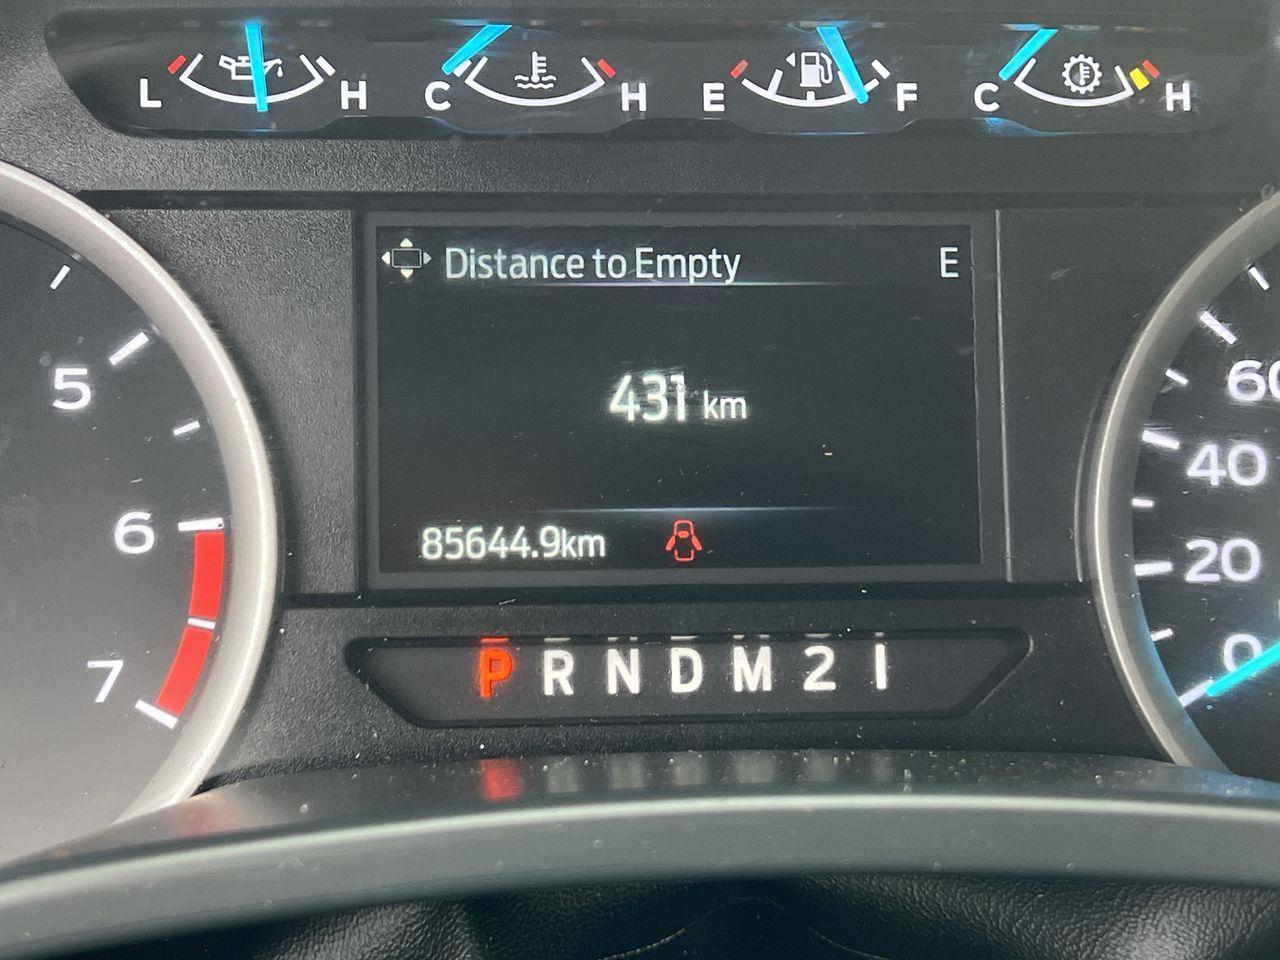 L H C H E F C H
Distance to Empty E
431 km
85644.9km
5
6
7
60
40
20
0
P R N D M 2 1